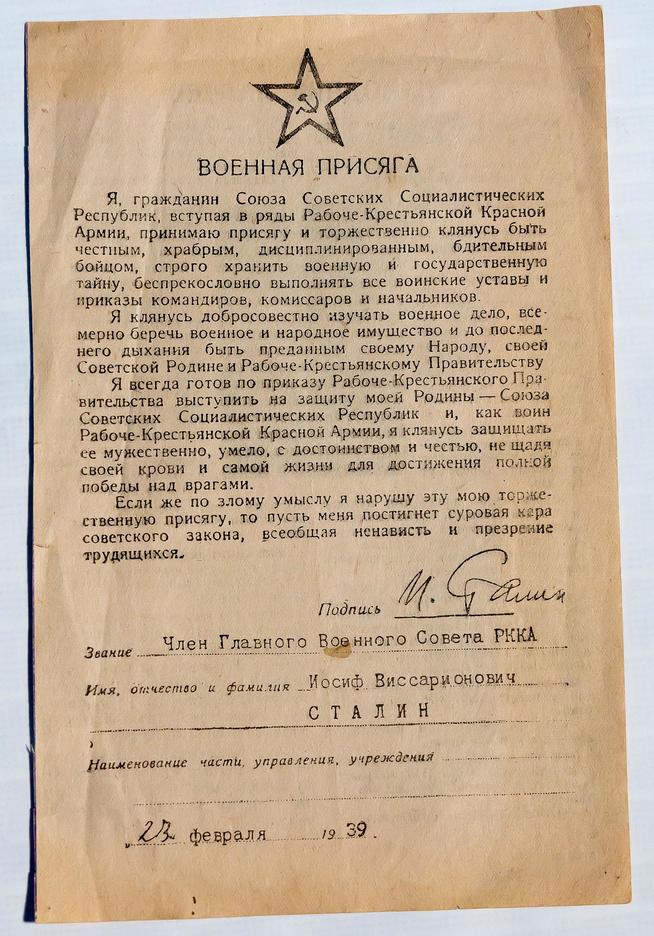 ВОЕННАЯ ПРИСЯГА
Я, гражданин Союза Советских Социалистических
Республик, вступая в ряды Рабоче-Крестьянской Красной
Армии, принимаю присягу и торжественно клянусь быть
честным, храбрым, дисциплинированным, бдительным
бойцом, строго хранить военную и государственную
тайну, беспрекословно выполнять все воинские уставы и
приказы командиров, комиссаров и начальников.
Я клянусь добросовестно изучать военное дело, все-
мерно беречь военное и народное имущество и до послед-
него дыхания быть преданным своему Народу, своей
Советской Родине и Рабоче-Крестьянскому Правительству
Я всегда готов по приказу Рабоче-Крестьянского Пра-
вительства выступить на защиту моей Родины — Союза
Советских Социалистических Республик и, как воин
Рабоче-Крестьянской Красной Армии, я клянусь защищать
ее мужественно, умело, с достоинством и честью, не щадя
своей крови и самой жизни для достижения полной
победы над врагами.
Если же по злому умыслу я нарушу эту мою торже-
ственную присягу, то пусть меня постигнет суровая кара
советского закона, всеобщая ненависть и презрение
трудящихся.
Подпись И. Сталин
Звание Член Главного Военного Совета РККА
Имя, отчество и фамилия Иосиф Виссарионович
СТАЛИН
Наименование части, управления, учреждения
„23 февраля 1939.